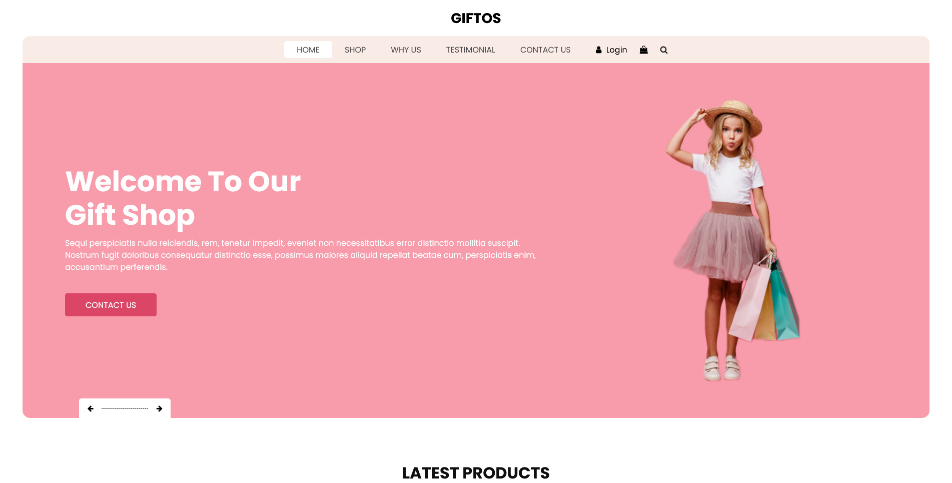 GIFTOS
HOME SHOP WHY US TESTIMONIAL CONTACT US Login
Welcome To Our
Gift Shop
Sequi perspiciatis nulla reiciendis, rem, tenetur impedit, eveniet non necessitatibus error distinctio mollitia suscipit.
Nostrum fugit doloribus consequatur distinctio esse, possimus maiores aliquid repellat beatae cum, perspiciatis enim,
accusantium perferendis.
CONTACT US
LATEST PRODUCTS